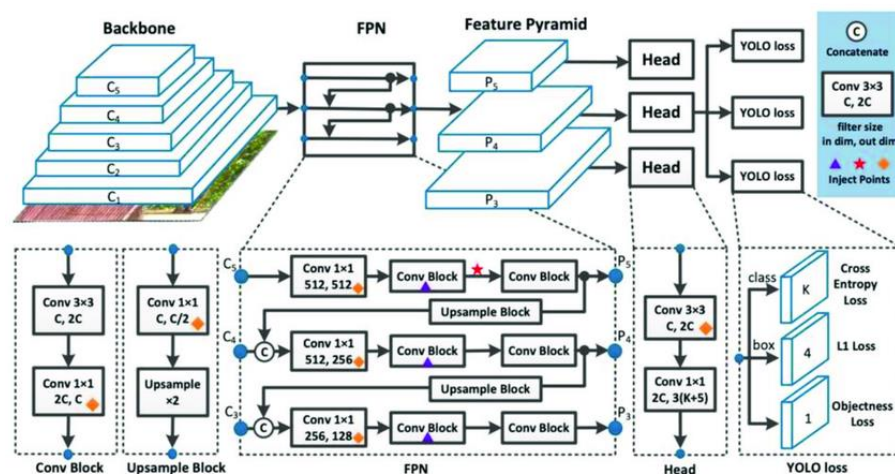 Backbone
FPN
Feature Pyramid
C5
C4
C3
C2
C1
P5
P4
P3
Head
Head
Head
YOLO loss
YOLO loss
YOLO loss
C
Concatenate
Conv 3×3
C, 2C
filter size
in dim, out dim
Inject Points
Conv 3×3
C, 2C
Conv 1×1
2C, C
Conv Block
Conv 1×1
C, C/2
Upsample
×2
Upsample Block
C5
Conv 1×1
512, 512
Conv Block
Conv Block
P5
Upsample Block
C4
C
Conv 1×1
512, 256
Conv Block
Conv Block
P4
Upsample Block
C3
C
Conv 1×1
256, 128
Conv Block
Conv Block
P3
FPN
Conv 3×3
C, 2C
Conv 1×1
2C, 3(K+5)
Head
class
K
Cross
Entropy
Loss
box
4
L1 Loss
1
Objectness
Loss
YOLO loss